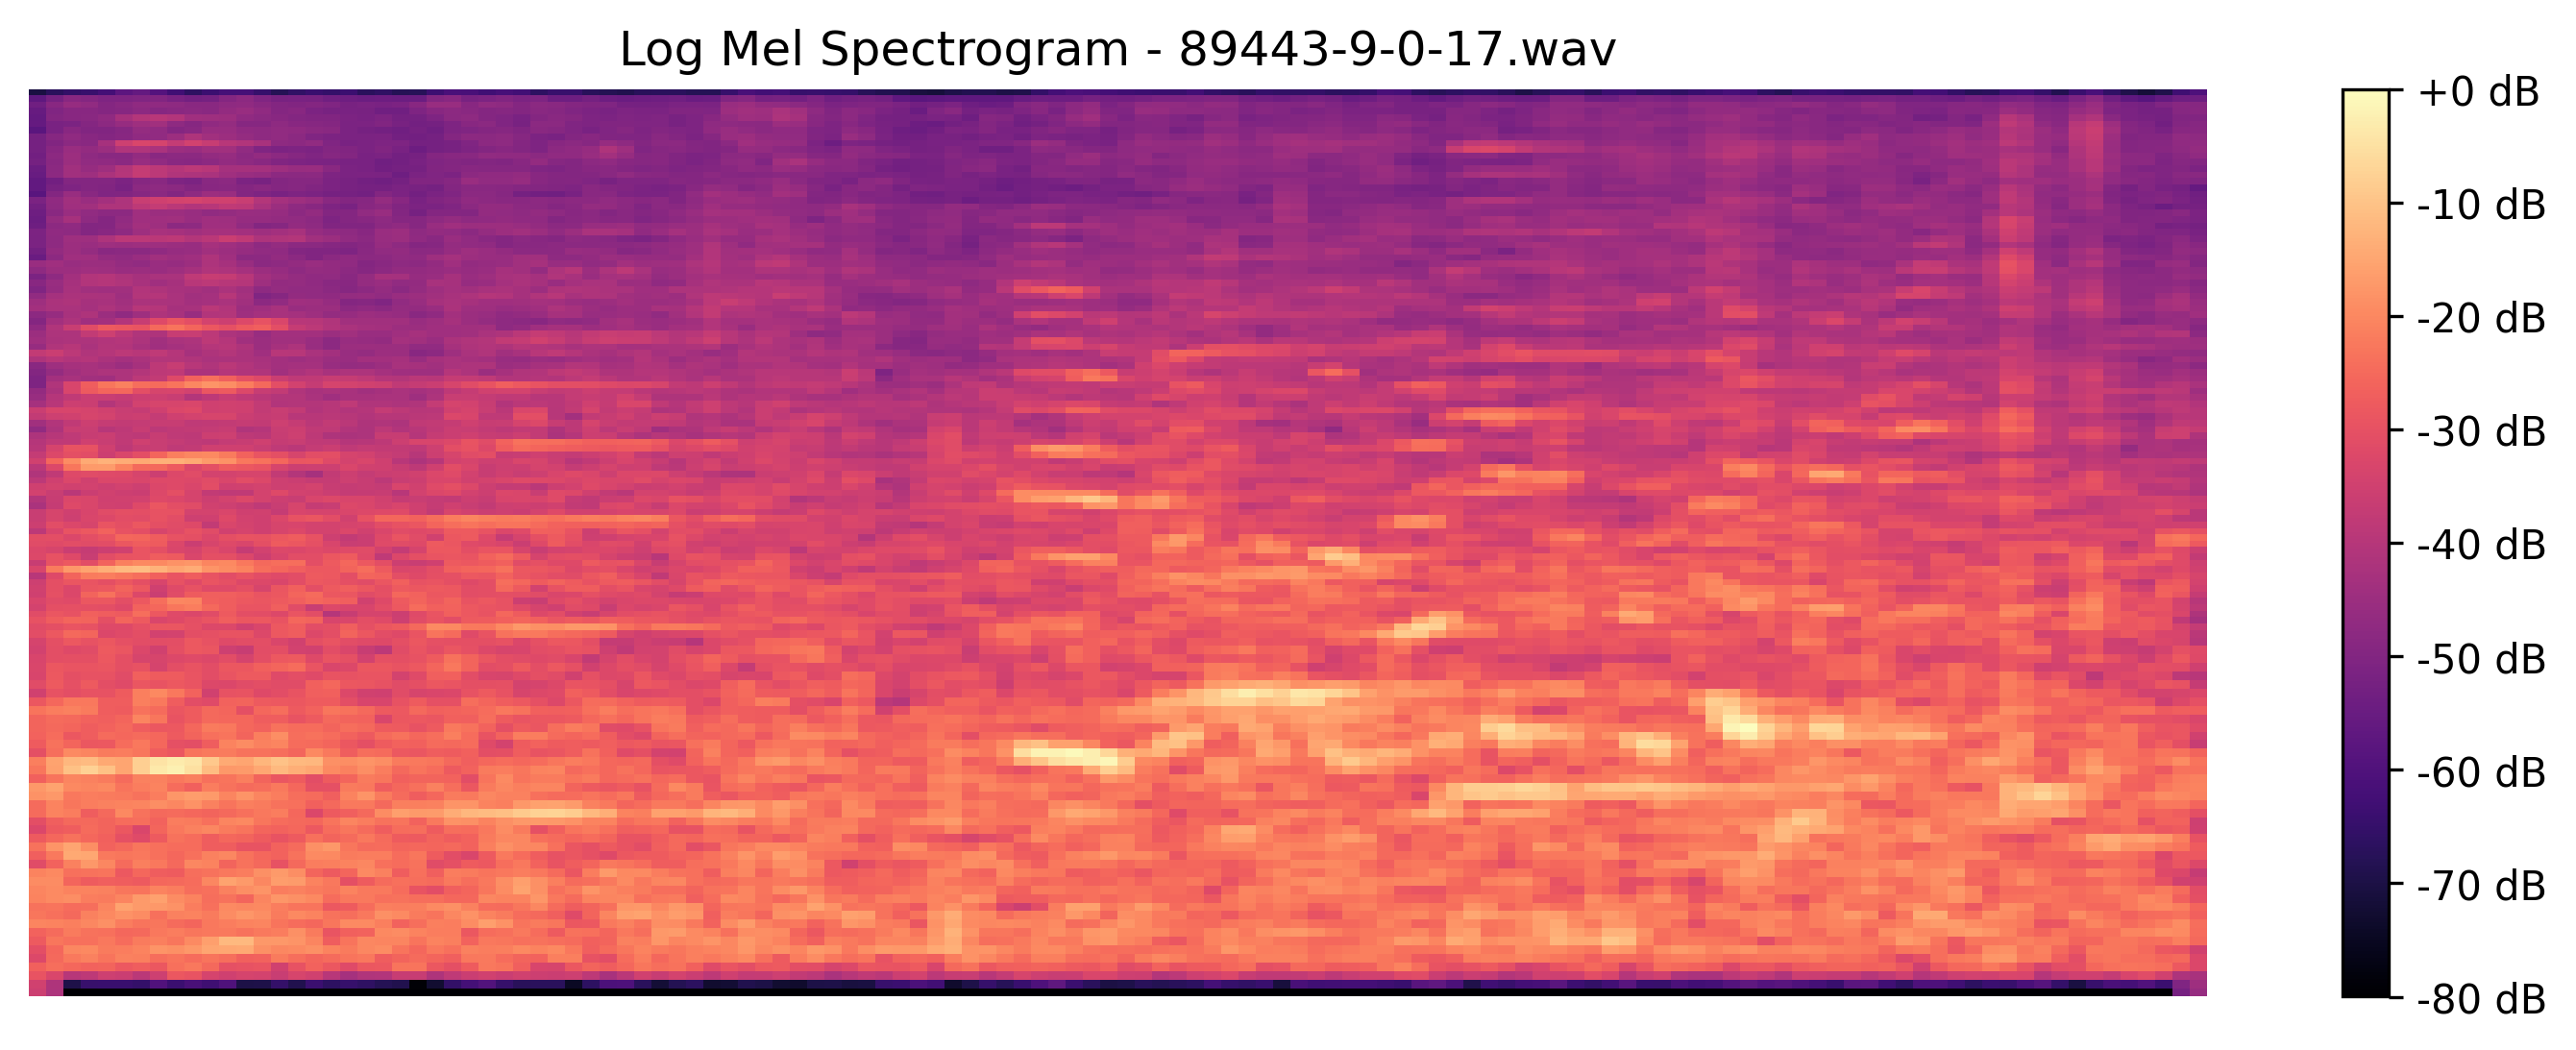 Log Mel Spectrogram - 89443-9-0-17.wav
+0 dB
-10 dB
-20 dB
-30 dB
-40 dB
-50 dB
-60 dB
-70 dB
-80 dB